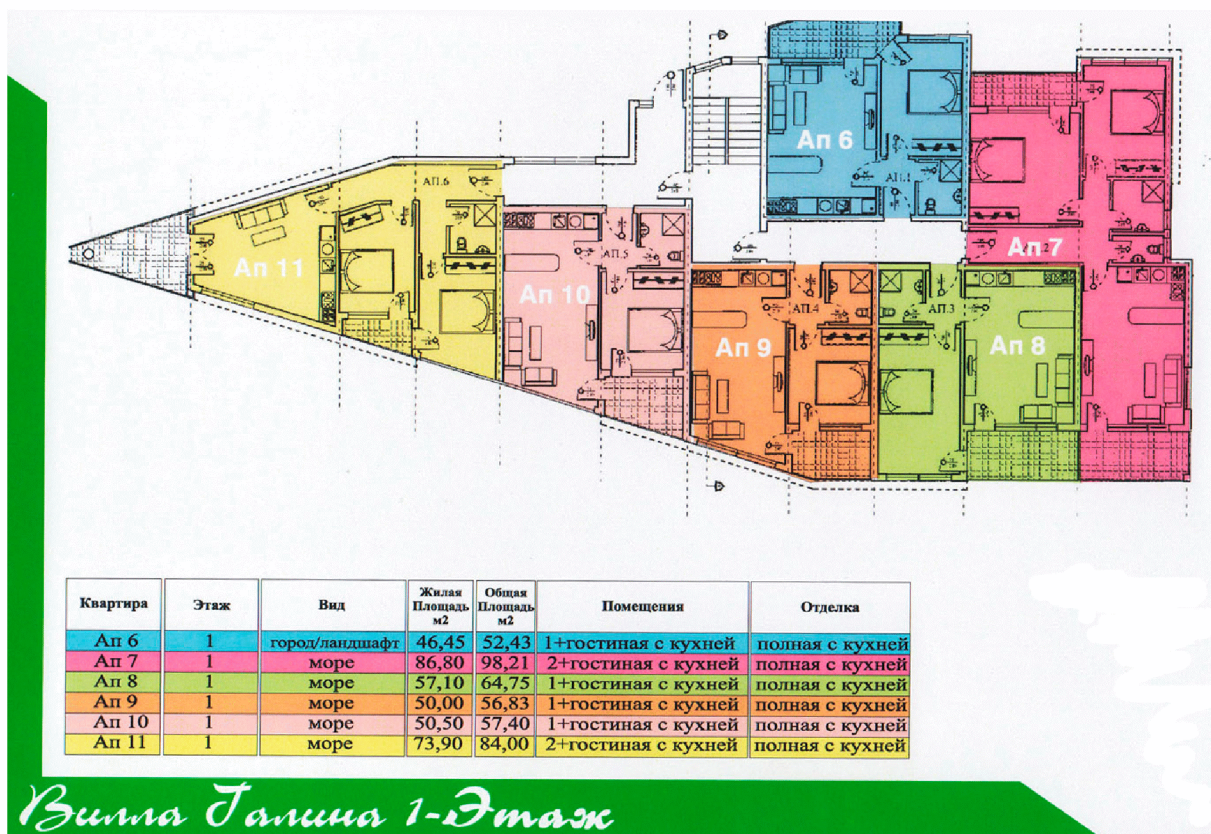 Ап 6
АП.1
Ап 7
2
АП.6
Ап 11
АП.5
Ап 10
АП.4
Ап 9
АП.3
Ап 8
Квартира Этаж Вид Жилая Площадь м2 Общая Площадь м2 Помещения Отделка
Ап 6 1 город/ландшафт 46,45 52,43 1+гостиная с кухней полная с кухней
Ап 7 1 море 86,80 98,21 2+гостиная с кухней полная с кухней
Ап 8 1 море 57,10 64,75 1+гостиная с кухней полная с кухней
Ап 9 1 море 50,00 56,83 1+гостиная с кухней полная с кухней
Ап 10 1 море 50,50 57,40 1+гостиная с кухней полная с кухней
Ап 11 1 море 73,90 84,00 2+гостиная с кухней полная с кухней
Вилла Галина 1-Этаж